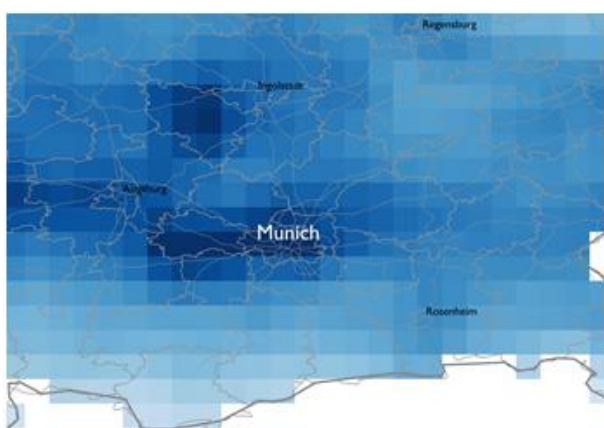 Regensburg
Ingolstadt
Augsburg
Munich
Rosenheim